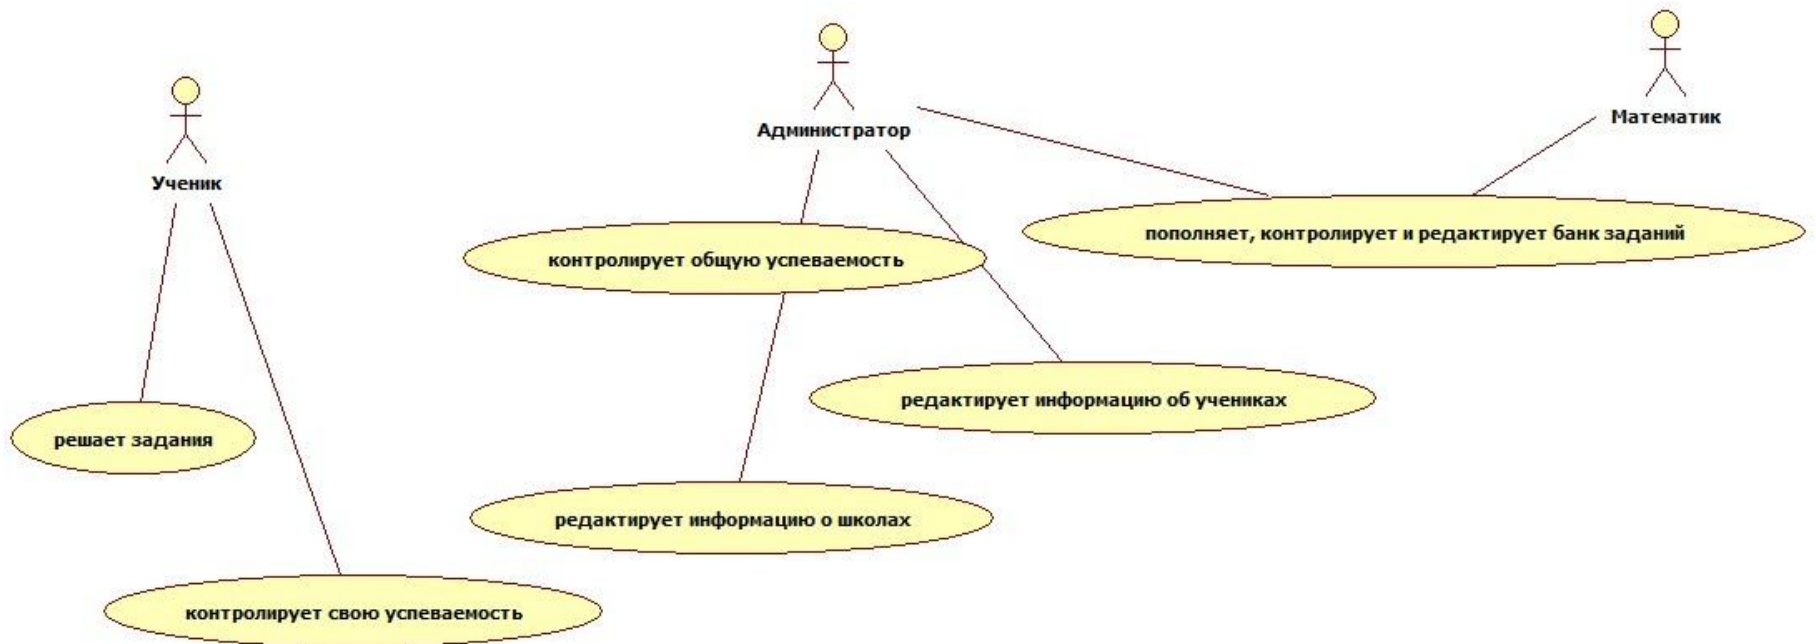 Математик
Администратор
Ученик
пополняет, контролирует и редактирует банк заданий
контролирует общую успеваемость
редактирует информацию об учениках
решает задания
редактирует информацию о школах
контролирует свою успеваемость